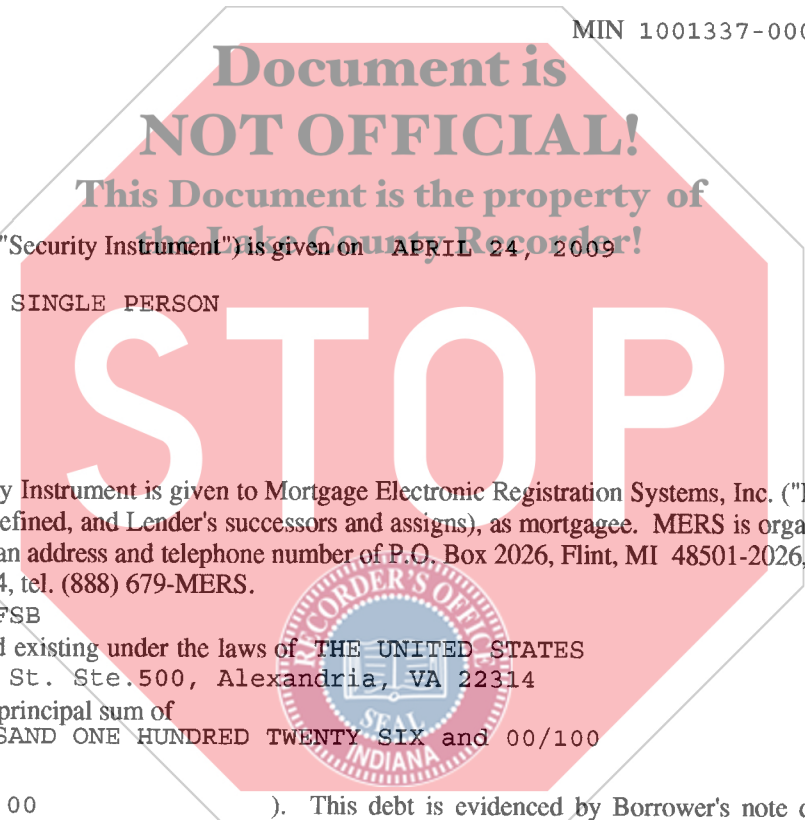 MIN 1001337-000
Document is
NOT OFFICIAL!
This Document is the property of
the Lake County Recorder!
"Security Instrument") is given on APRIL 24, 2009
SINGLE PERSON
STOP
y Instrument is given to Mortgage Electronic Registration Systems, Inc. ("
efined, and Lender's successors and assigns), as mortgagee. MERS is orga
an address and telephone number of P.O. Box 2026, Flint, MI 48501-2026,
4, tel. (888) 679-MERS.
FSB
d existing under the laws of THE UNITED STATES
St. Ste.500, Alexandria, VA 22314
principal sum of
SAND ONE HUNDRED TWENTY SIX and 00/100
00 ). This debt is evidenced by Borrower's note
RECORDER'S OFFICE
SEAL
INDIANA